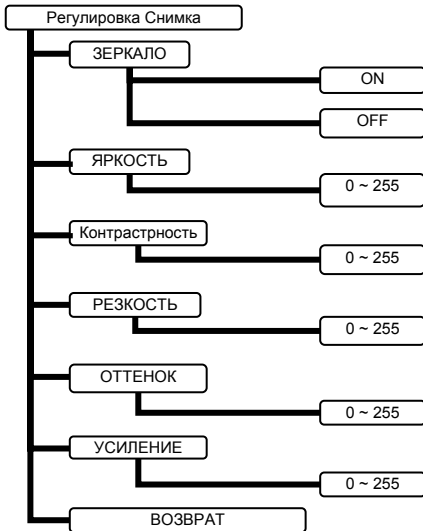 Регулировка Снимка
ЗЕРКАЛО
ON
OFF
ЯРКОСТЬ
0 ~ 255
Контрастрность
0 ~ 255
РЕЗКОСТЬ
0 ~ 255
ОТТЕНОК
0 ~ 255
УСИЛЕНИЕ
0 ~ 255
ВОЗВРАТ